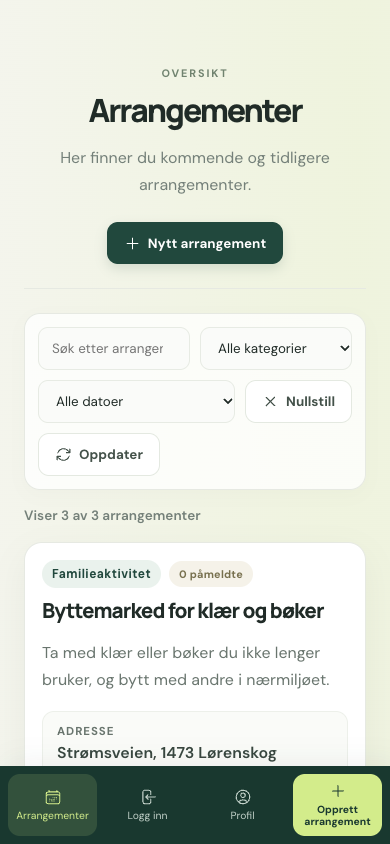 OVERSIKT
Arrangementer
Her finner du kommende og tidligere
arrangementer.
Nytt arrangement
Søk etter arranger
Alle kategorier
Alle datoer
Nullstill
Oppdater
Viser 3 av 3 arrangementer
Familieaktivitet
0 påmeldte
Byttemarked for klær og bøker
Ta med klær eller bøker du ikke lenger
bruker, og bytt med andre i nærmiljøet.
ADRESSE
Strømsveien, 1473 Lørenskog
Arrangementer
Logg inn
Profil
Opprett
arrangement